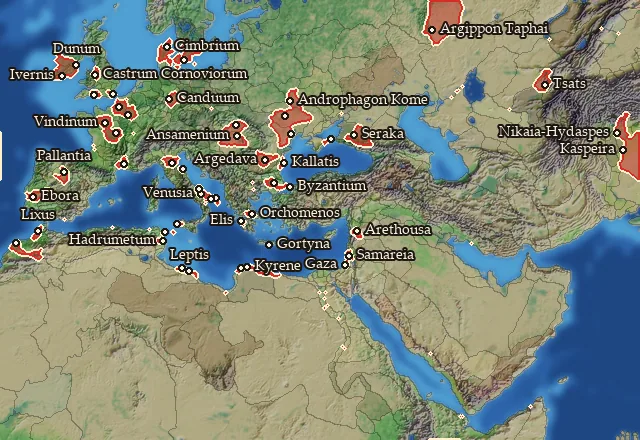 Argippon Taphai
Dunum
Cimbrium
Ivernis
Castrum Cornoviorum
Tsats
Canduum
Androphagon Kome
Vindinum
Ansamenium
Seraka
Nikaia-Hydaspes
Kaspeira
Pallantia
Argedava
Kallatis
Ebora
Venusia
Byzantium
Lixus
Elis
Orchomenos
Hadrumetum
Arethousa
Gortyna
Leptis
Kyrene
Gaza
Samareia